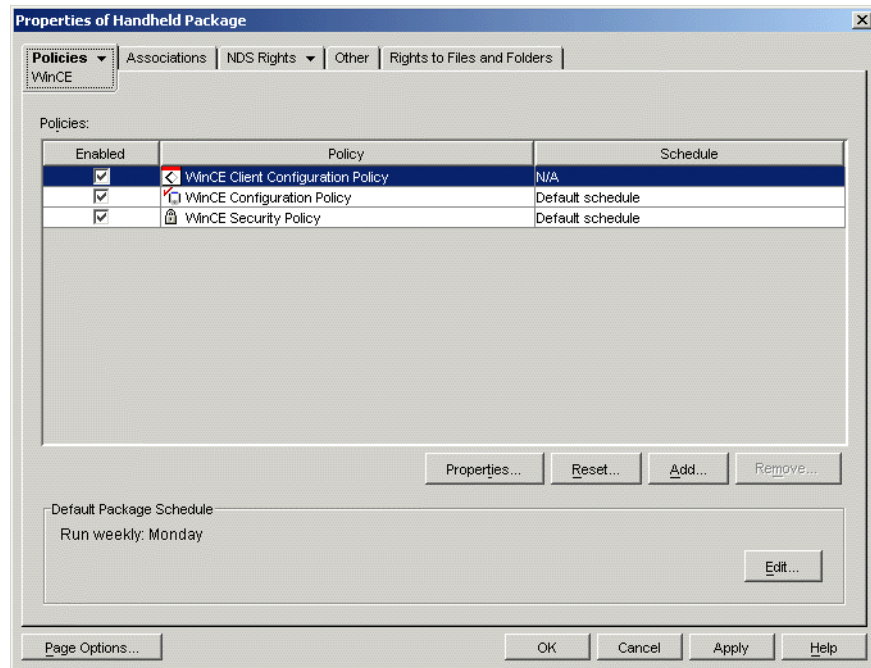 Properties of Handheld Package
Policies Associations NDS Rights Other Rights to Files and Folders
WinCE
Policies:
Enabled Policy Schedule
WinCE Client Configuration Policy N/A
WinCE Configuration Policy Default schedule
WinCE Security Policy Default schedule
Properties... Reset... Add... Remove...
Default Package Schedule
Run weekly: Monday
Edit...
Page Options... OK Cancel Apply Help